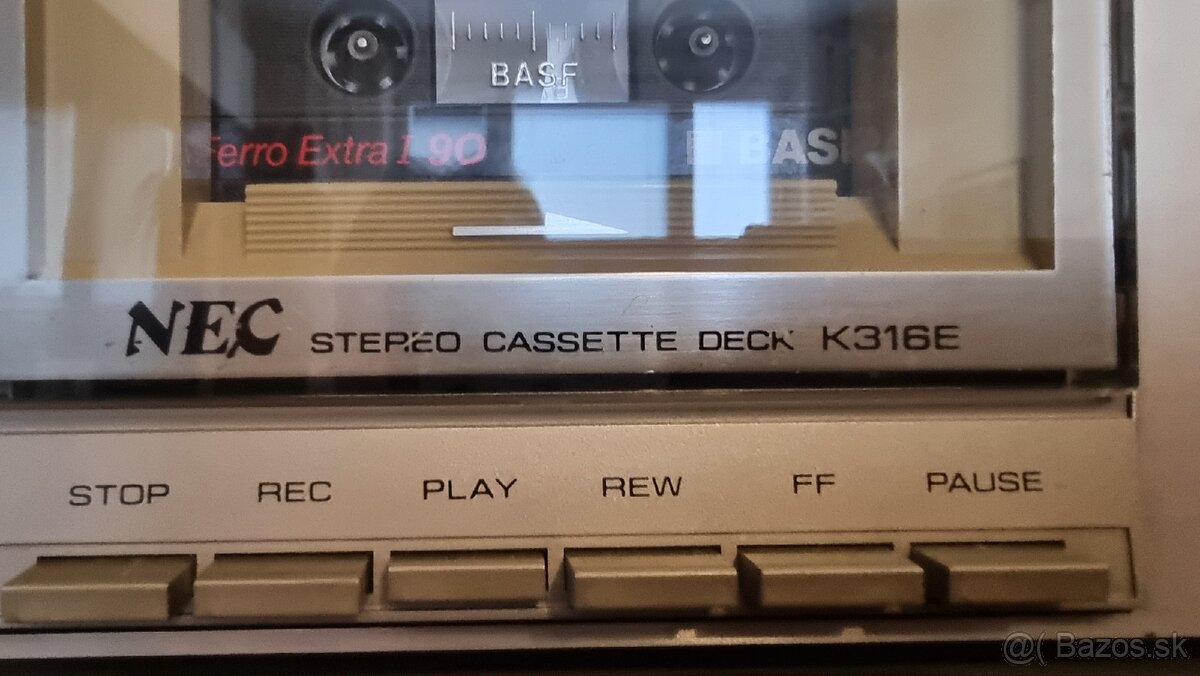 BASF
Ferro Extra I 90 BASF
NEC STEREO CASSETTE DECK K316E
STOP REC PLAY REW FF PAUSE
@( Bazos.sk